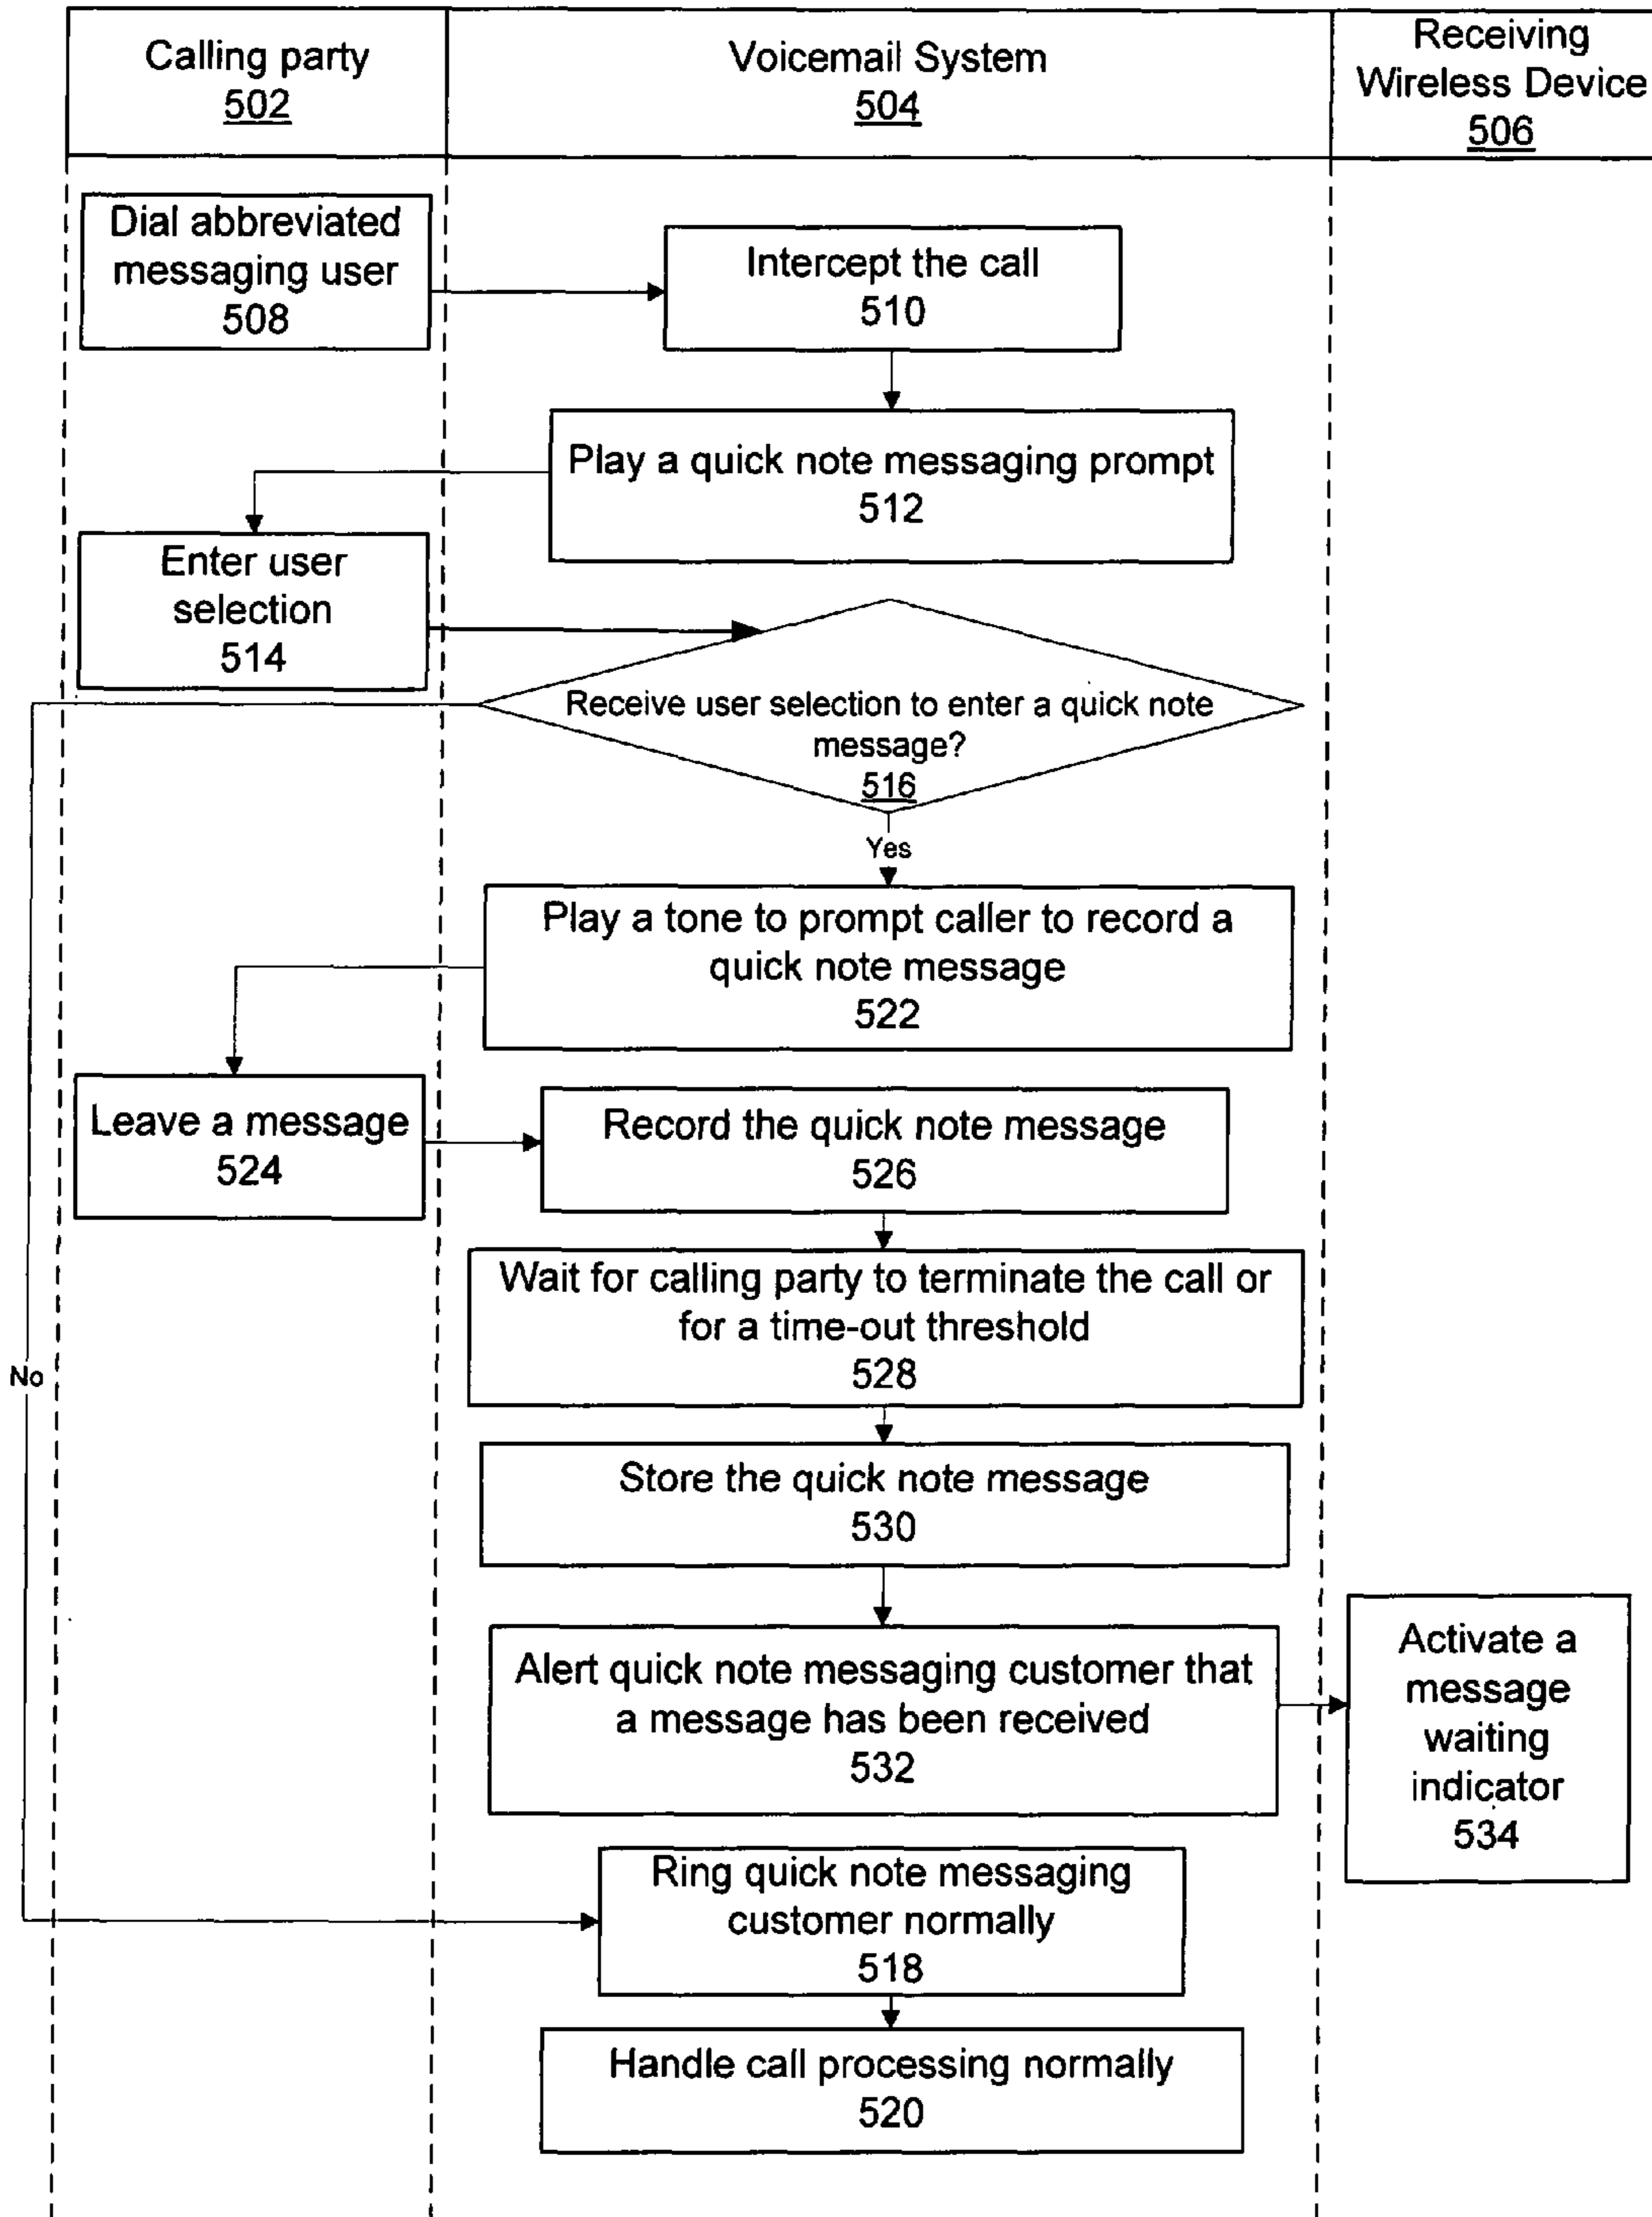 Calling party
502
Voicemail System
504
Receiving
Wireless Device
506
Dial abbreviated
messaging user
508
Intercept the call
510
Play a quick note messaging prompt
512
Enter user
selection
514
Receive user selection to enter a quick note
message?
516
Yes
Play a tone to prompt caller to record a
quick note message
522
Leave a message
524
Record the quick note message
526
Wait for calling party to terminate the call or
for a time-out threshold
528
No
Store the quick note message
530
Alert quick note messaging customer that
a message has been received
532
Activate a
message
waiting
indicator
534
Ring quick note messaging
customer normally
518
Handle call processing normally
520